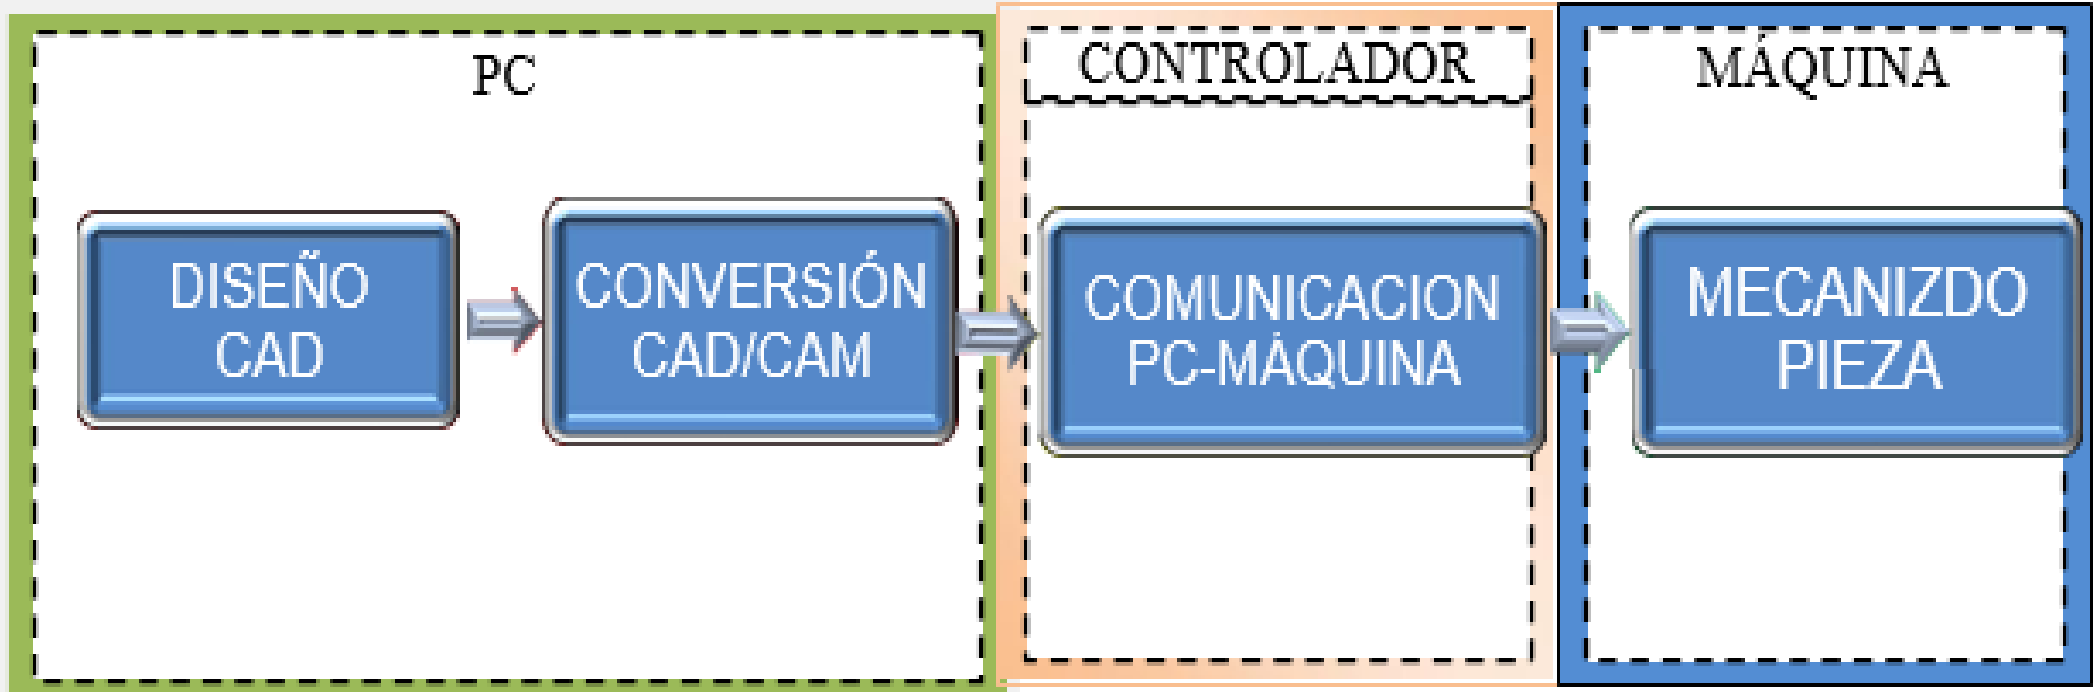 PC
DISEÑO
CAD
CONVERSIÓN
CAD/CAM
CONTROLADOR
COMUNICACION
PC-MÁQUINA
MÁQUINA
MECANIZDO
PIEZA